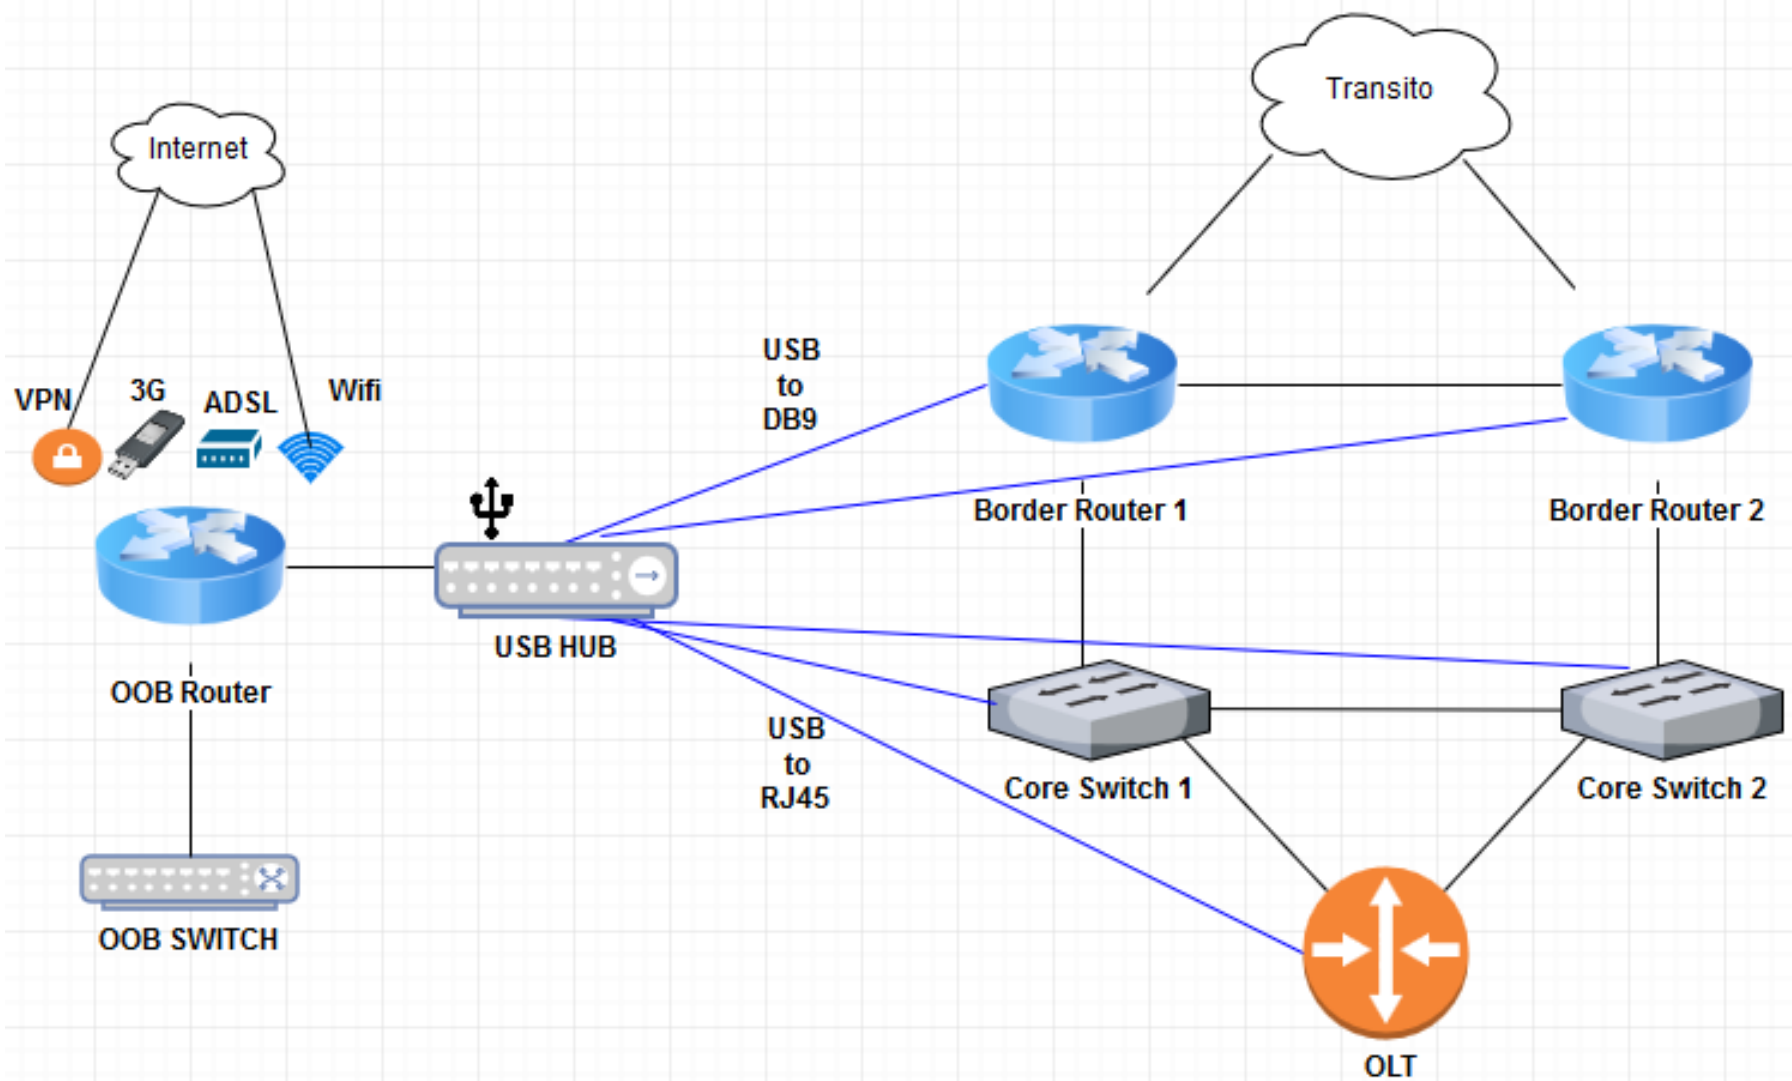 Transito
Internet
VPN
3G
ADSL
Wifi
USB
to
DB9
Border Router 1
Border Router 2
USB HUB
OOB Router
USB
to
RJ45
Core Switch 1
Core Switch 2
OOB SWITCH
OLT